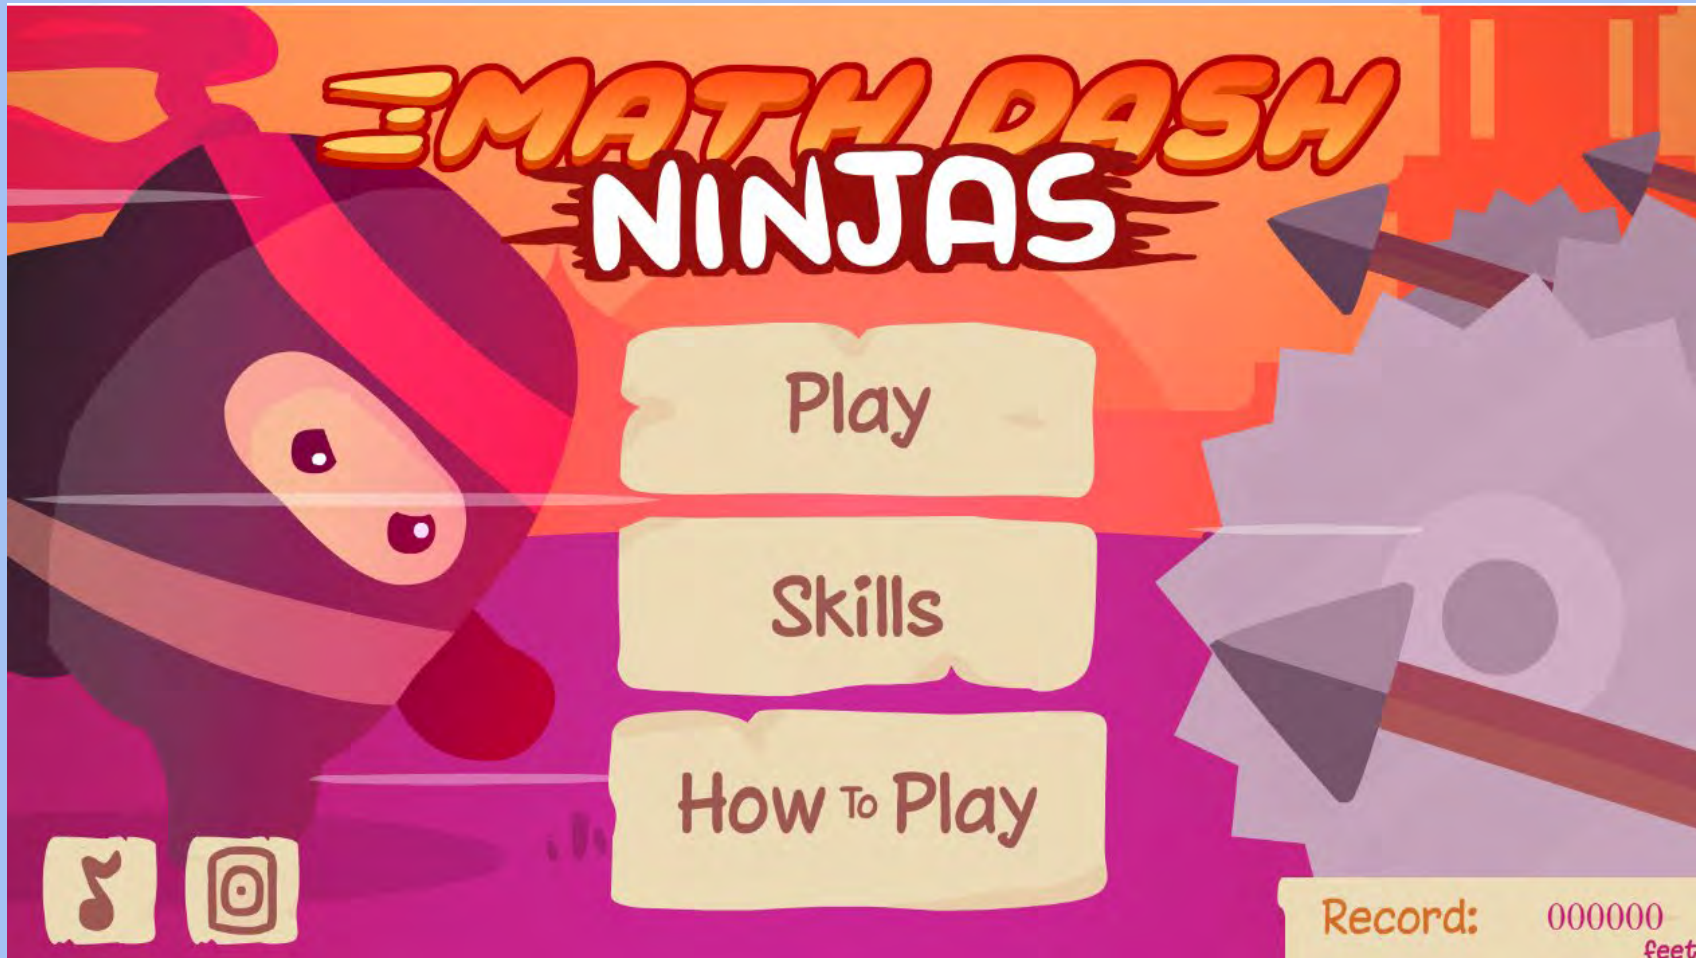 MATH DASH
NINJAS
Play
Skills
How To Play
Record: 000000
feet